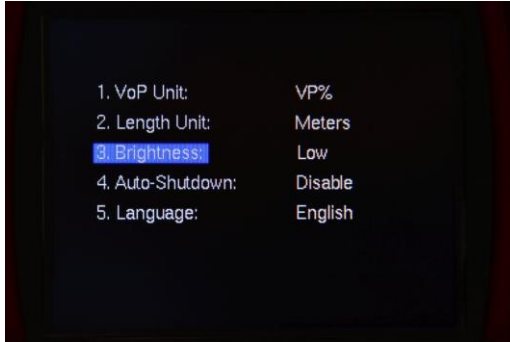 1. VoP Unit: VP%
2. Length Unit: Meters
3. Brightness: Low
4. Auto-Shutdown: Disable
5. Language: English